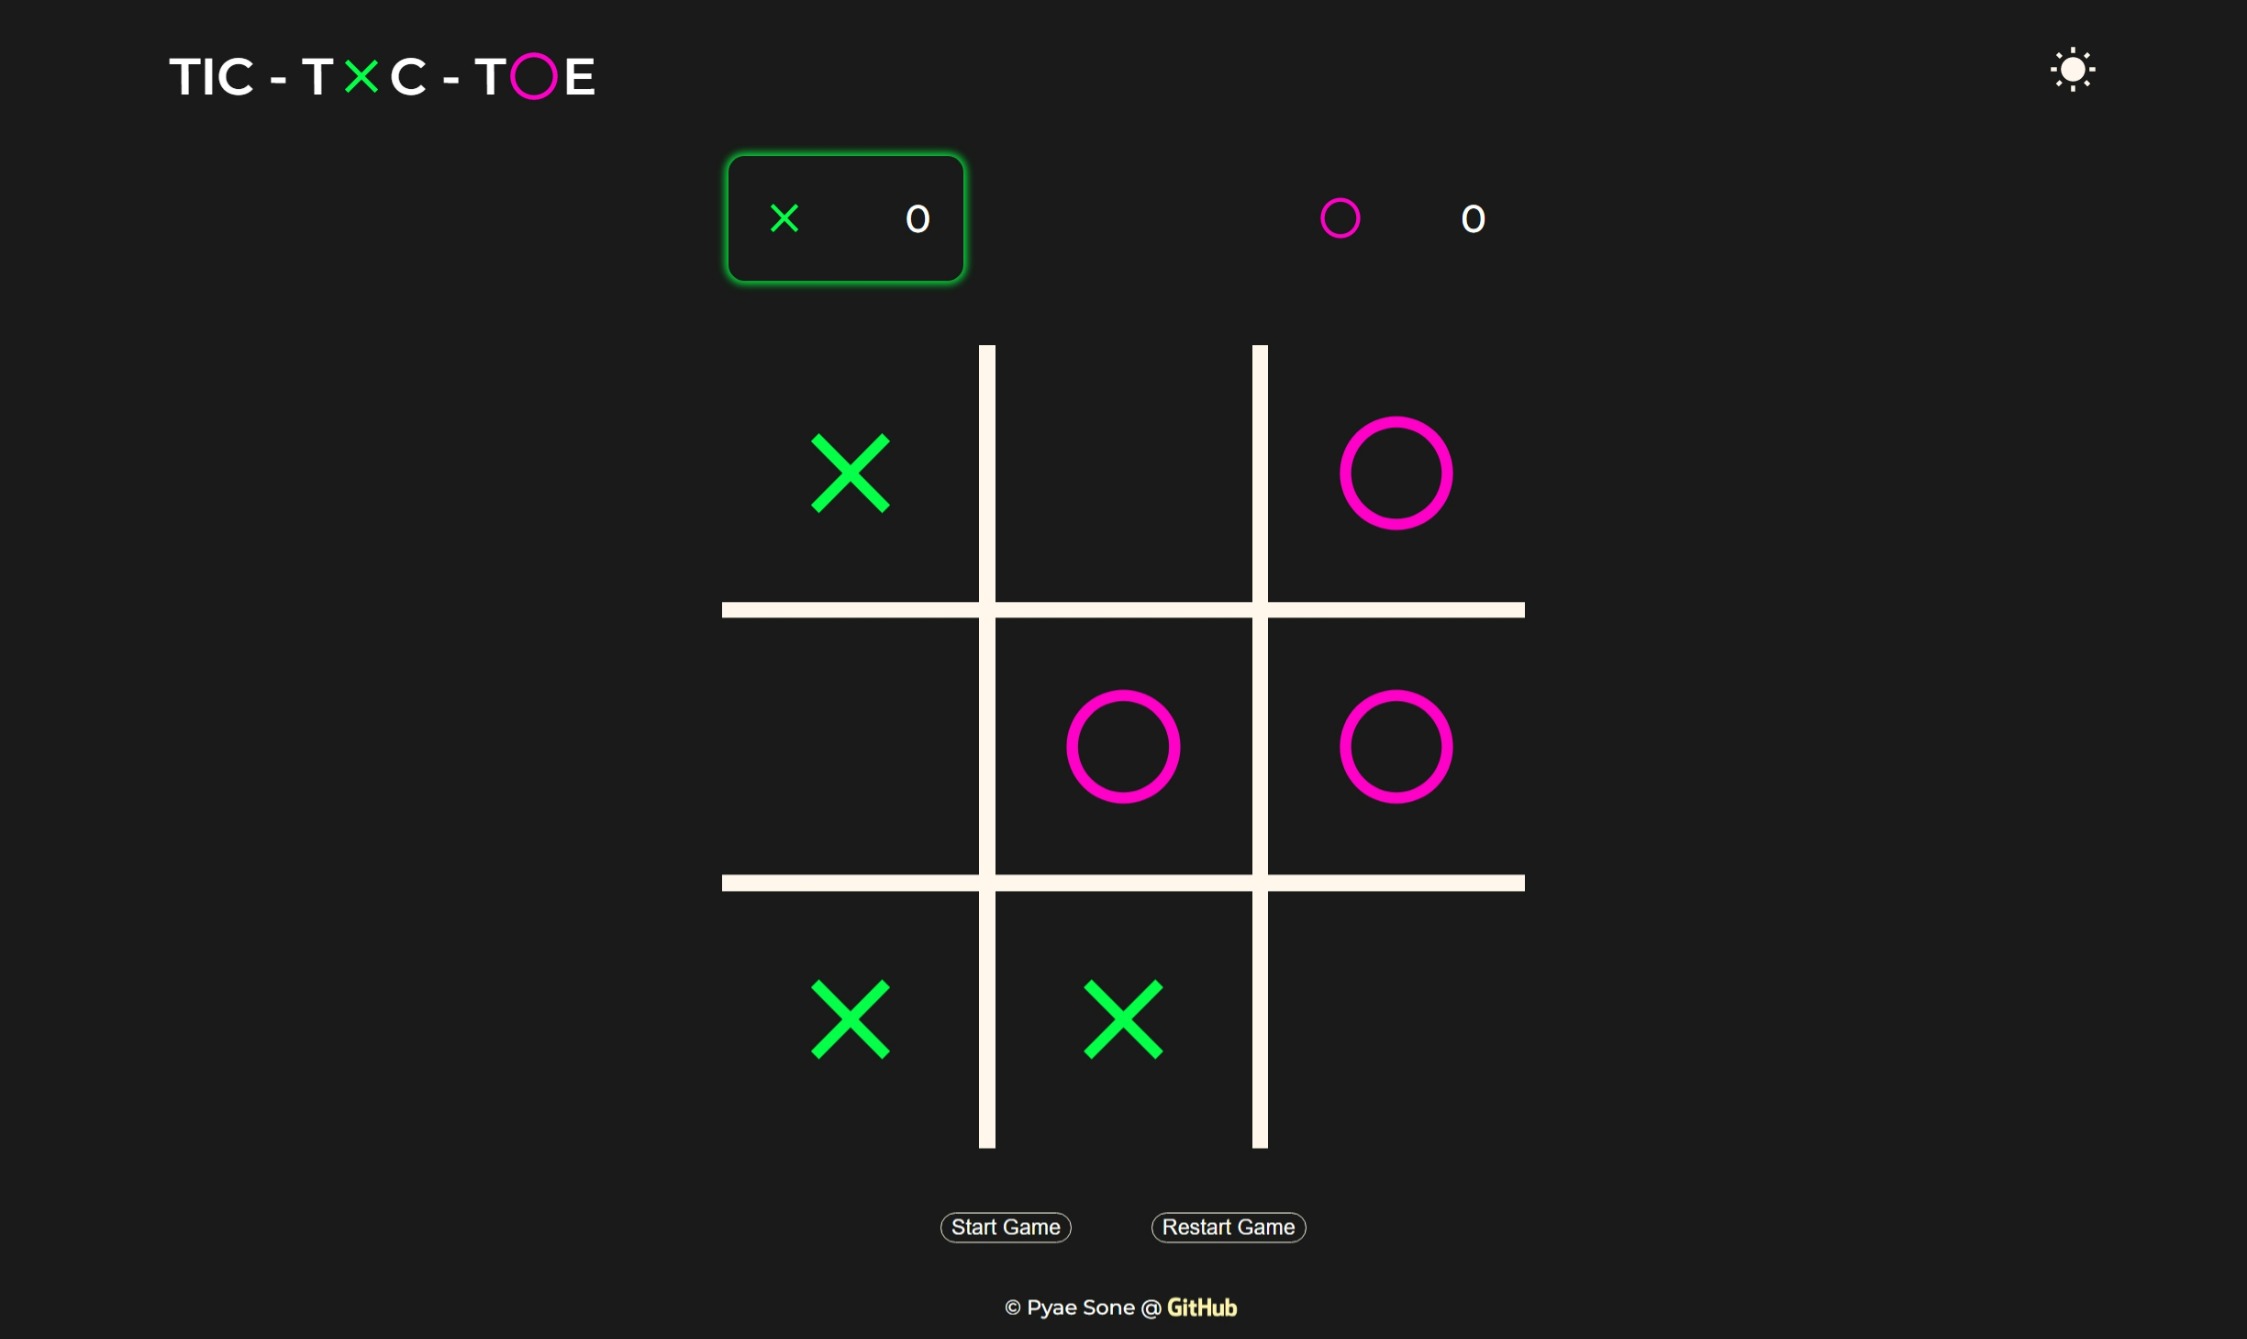 TIC - T×C - T○E
× 0 ○ 0
Start Game Restart Game
© Pyae Sone @ GitHub